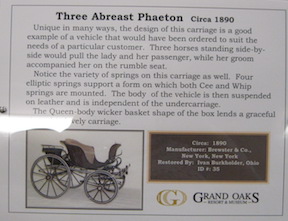 Three Abreast Phaeton Circa 1890
Unique in many ways, the design of this carriage is a good
example of a vehicle that would have been ordered to suit the
needs of a particular customer. Three horses standing side-by-
side would pull the lady and her passenger, while her groom
accompanied her on the rumble seat.
Notice the variety of springs on this carriage as well. Four
elliptic springs support a form on which both Cee and Whip
springs are mounted. The body of the vehicle is then suspended
on leather and is independent of the undercarriage.
The Queen-body wicker basket shape of the box lends a graceful
vely carriage.
Circa: 1890
Manufacturer: Brewster & Co.,
New York, New York
Restored By: Ivan Burkholder, Ohio
ID #: 35
GRAND OAKS
RESORT & MUSEUM